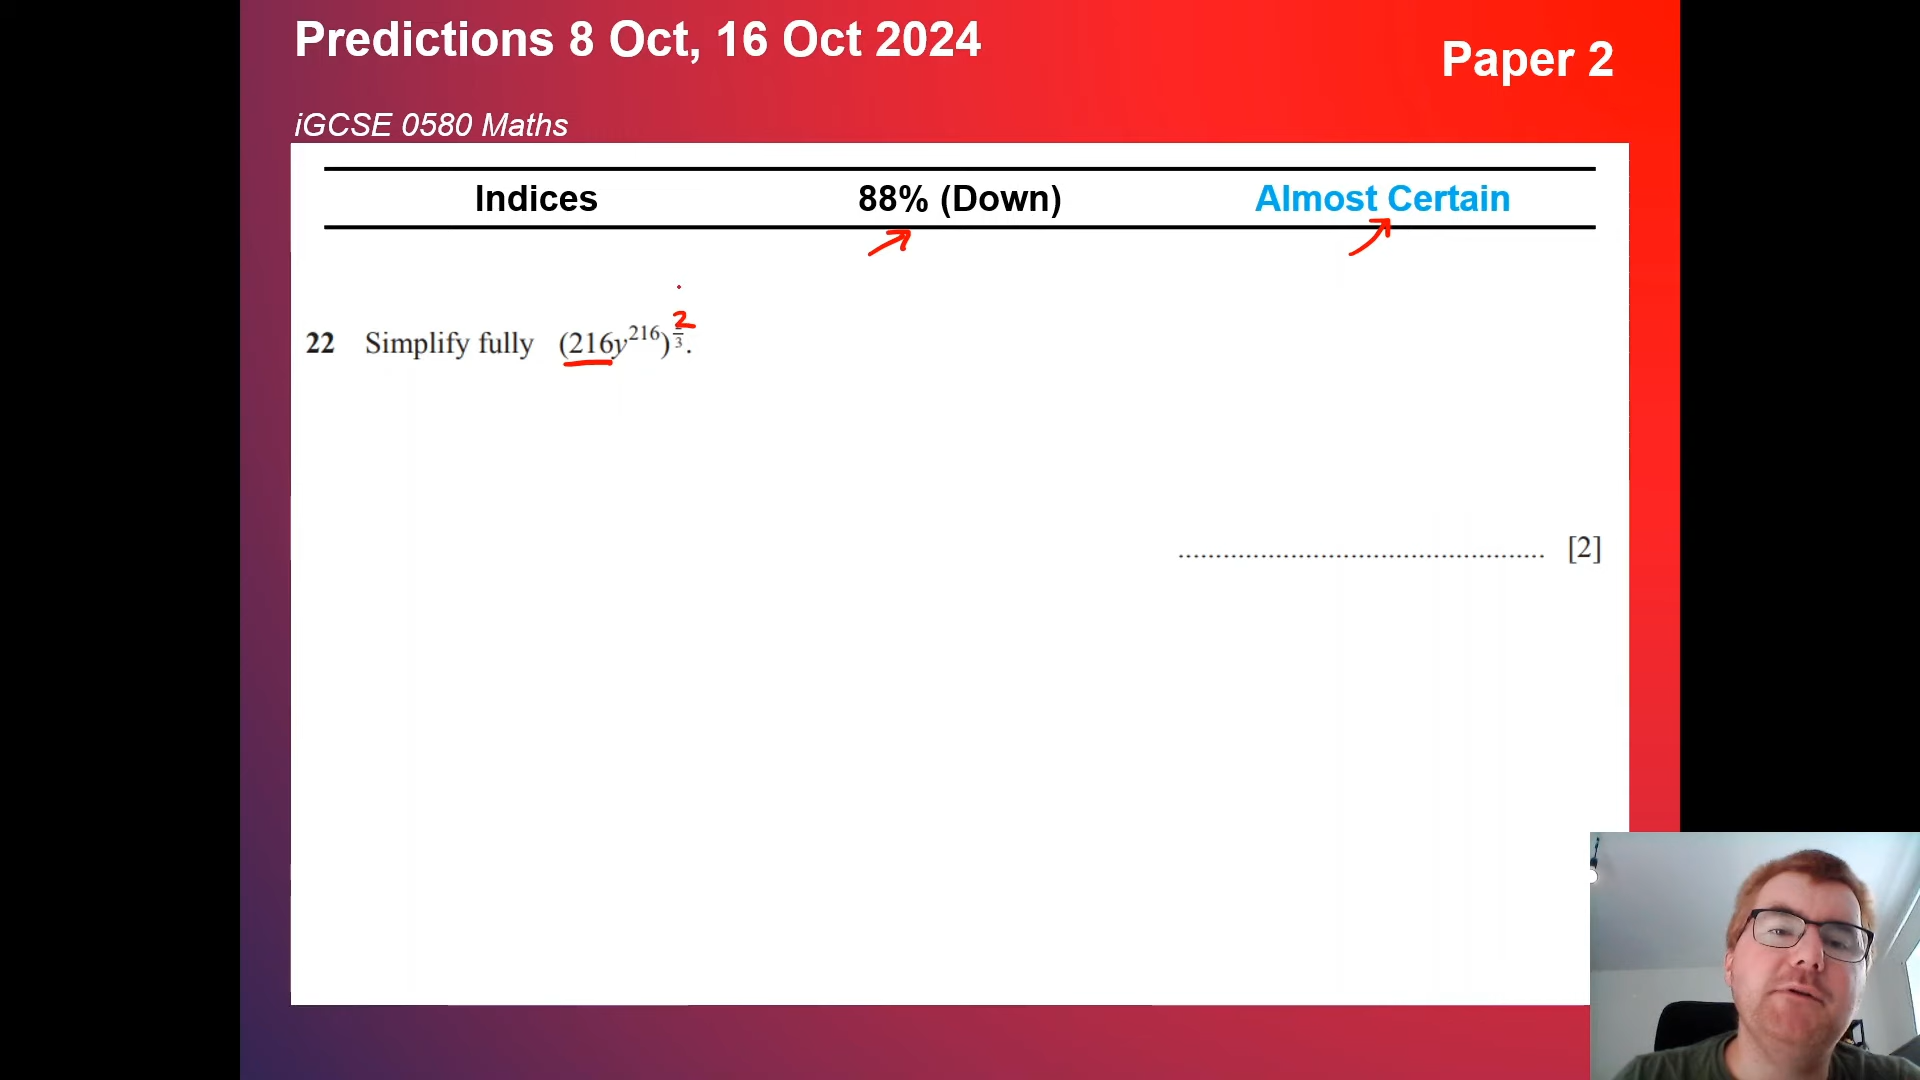 Predictions 8 Oct, 16 Oct 2024
Paper 2
iGCSE 0580 Maths
Indices 88% (Down) Almost Certain
22 Simplify fully (216y^216)^2/3.
[2]